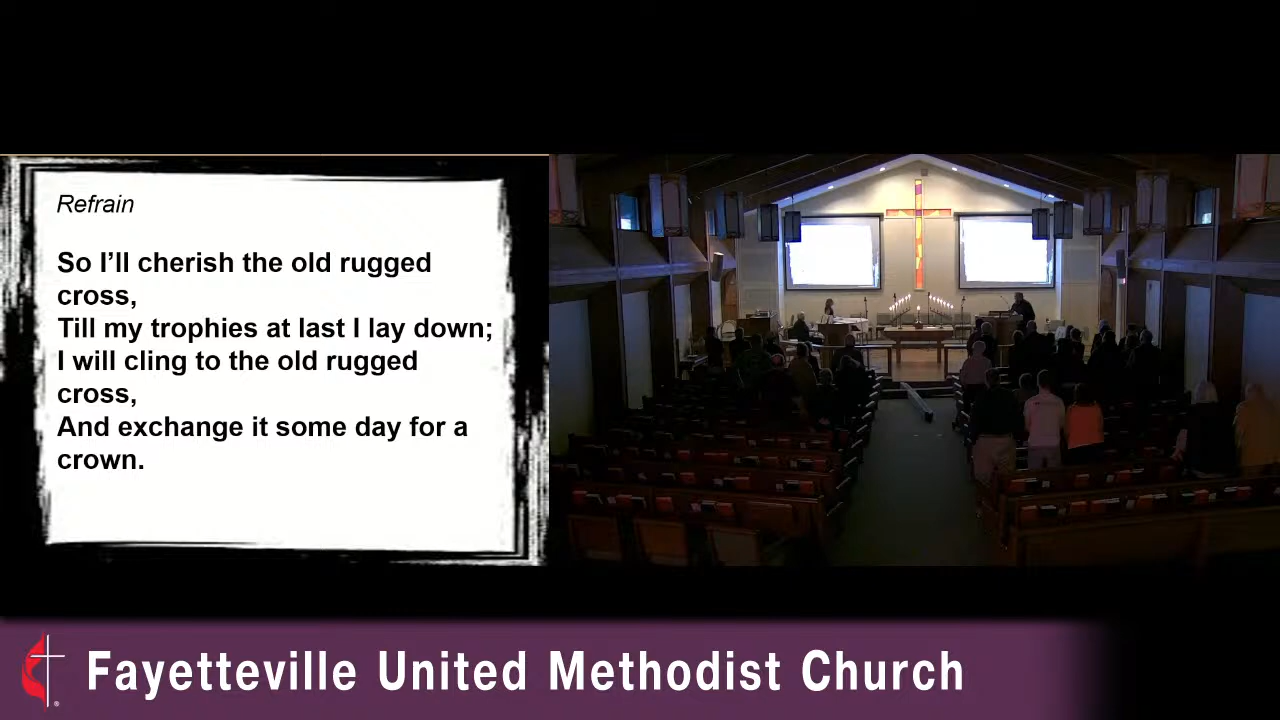 Refrain
So I’ll cherish the old rugged
cross,
Till my trophies at last I lay down;
I will cling to the old rugged
cross,
And exchange it some day for a
crown.
Fayetteville United Methodist Church
®